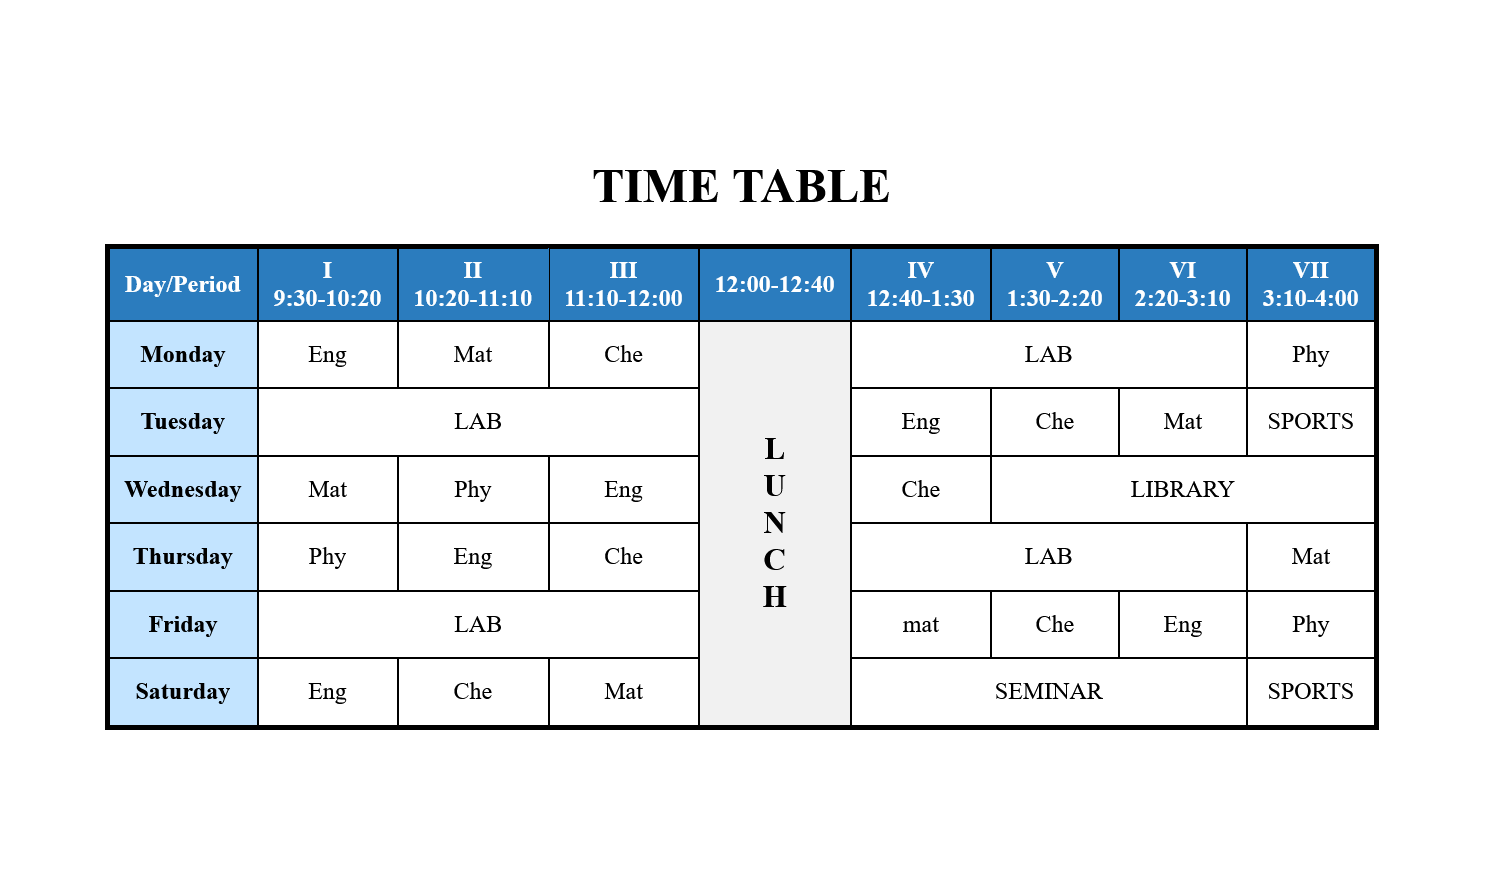 TIME TABLE
Day/Period I 9:30-10:20 II 10:20-11:10 III 11:10-12:00 12:00-12:40 IV 12:40-1:30 V 1:30-2:20 VI 2:20-3:10 VII 3:10-4:00
Monday Eng Mat Che LUNCH LAB Phy
Tuesday LAB Eng Che Mat SPORTS
Wednesday Mat Phy Eng Che LIBRARY
Thursday Phy Eng Che LAB Mat
Friday LAB mat Che Eng Phy
Saturday Eng Che Mat SEMINAR SPORTS